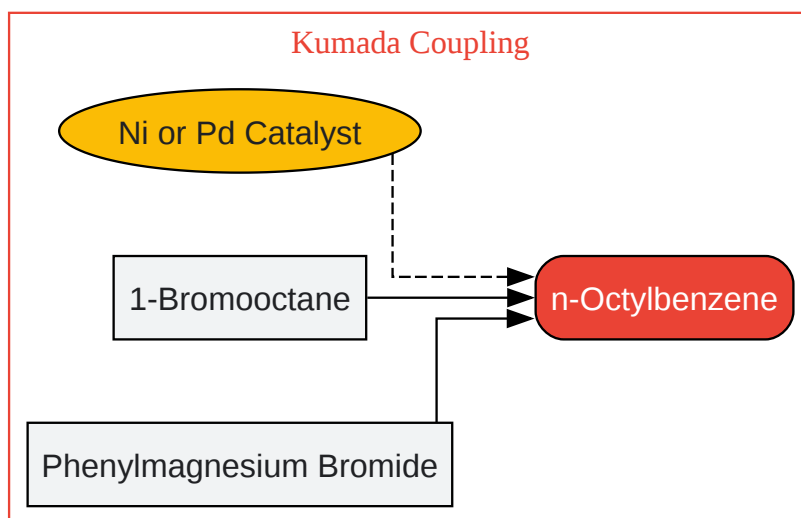 Kumada Coupling
Ni or Pd Catalyst
1-Bromooctane
n-Octylbenzene
Phenylmagnesium Bromide